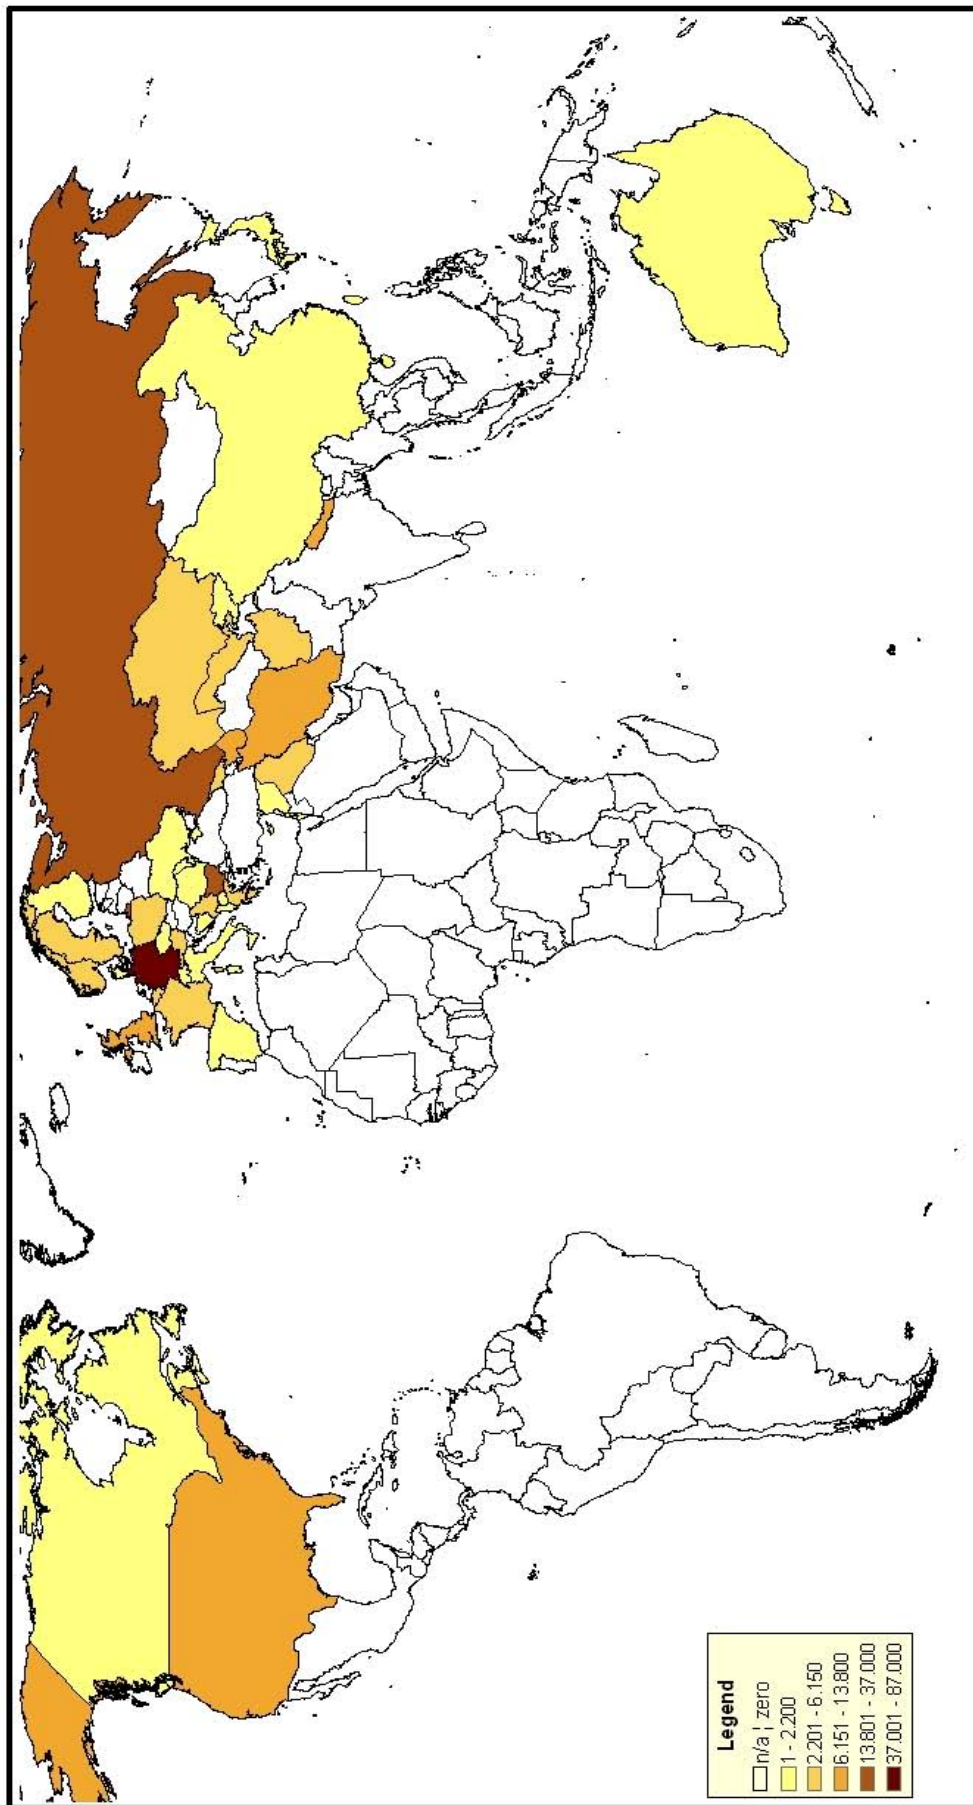 Legend
n/a ¦ zero
1 - 2.200
2.201 - 6.150
6.151 - 13.800
13.801 - 37.000
37.001 - 87.000